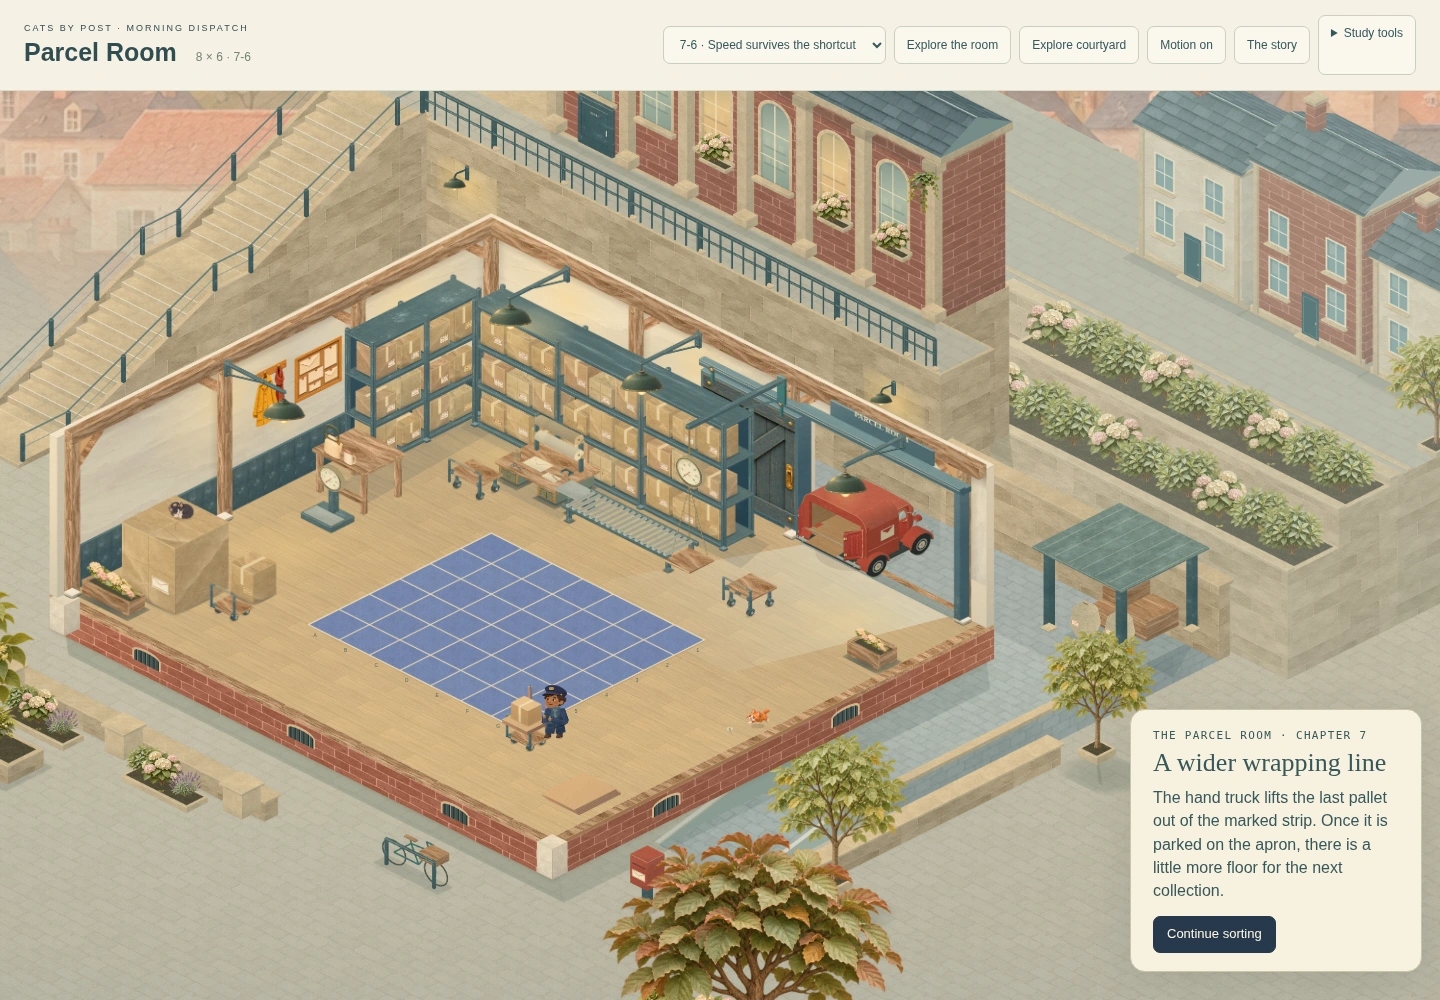 CATS BY POST · MORNING DISPATCH
Parcel Room
8 × 6 · 7-6
7-6 · Speed survives the shortcut
Explore the room
Explore courtyard
Motion on
The story
Study tools
THE PARCEL ROOM · CHAPTER 7
A wider wrapping line
The hand truck lifts the last pallet
out of the marked strip. Once it is
parked on the apron, there is a
little more floor for the next
collection.
Continue sorting